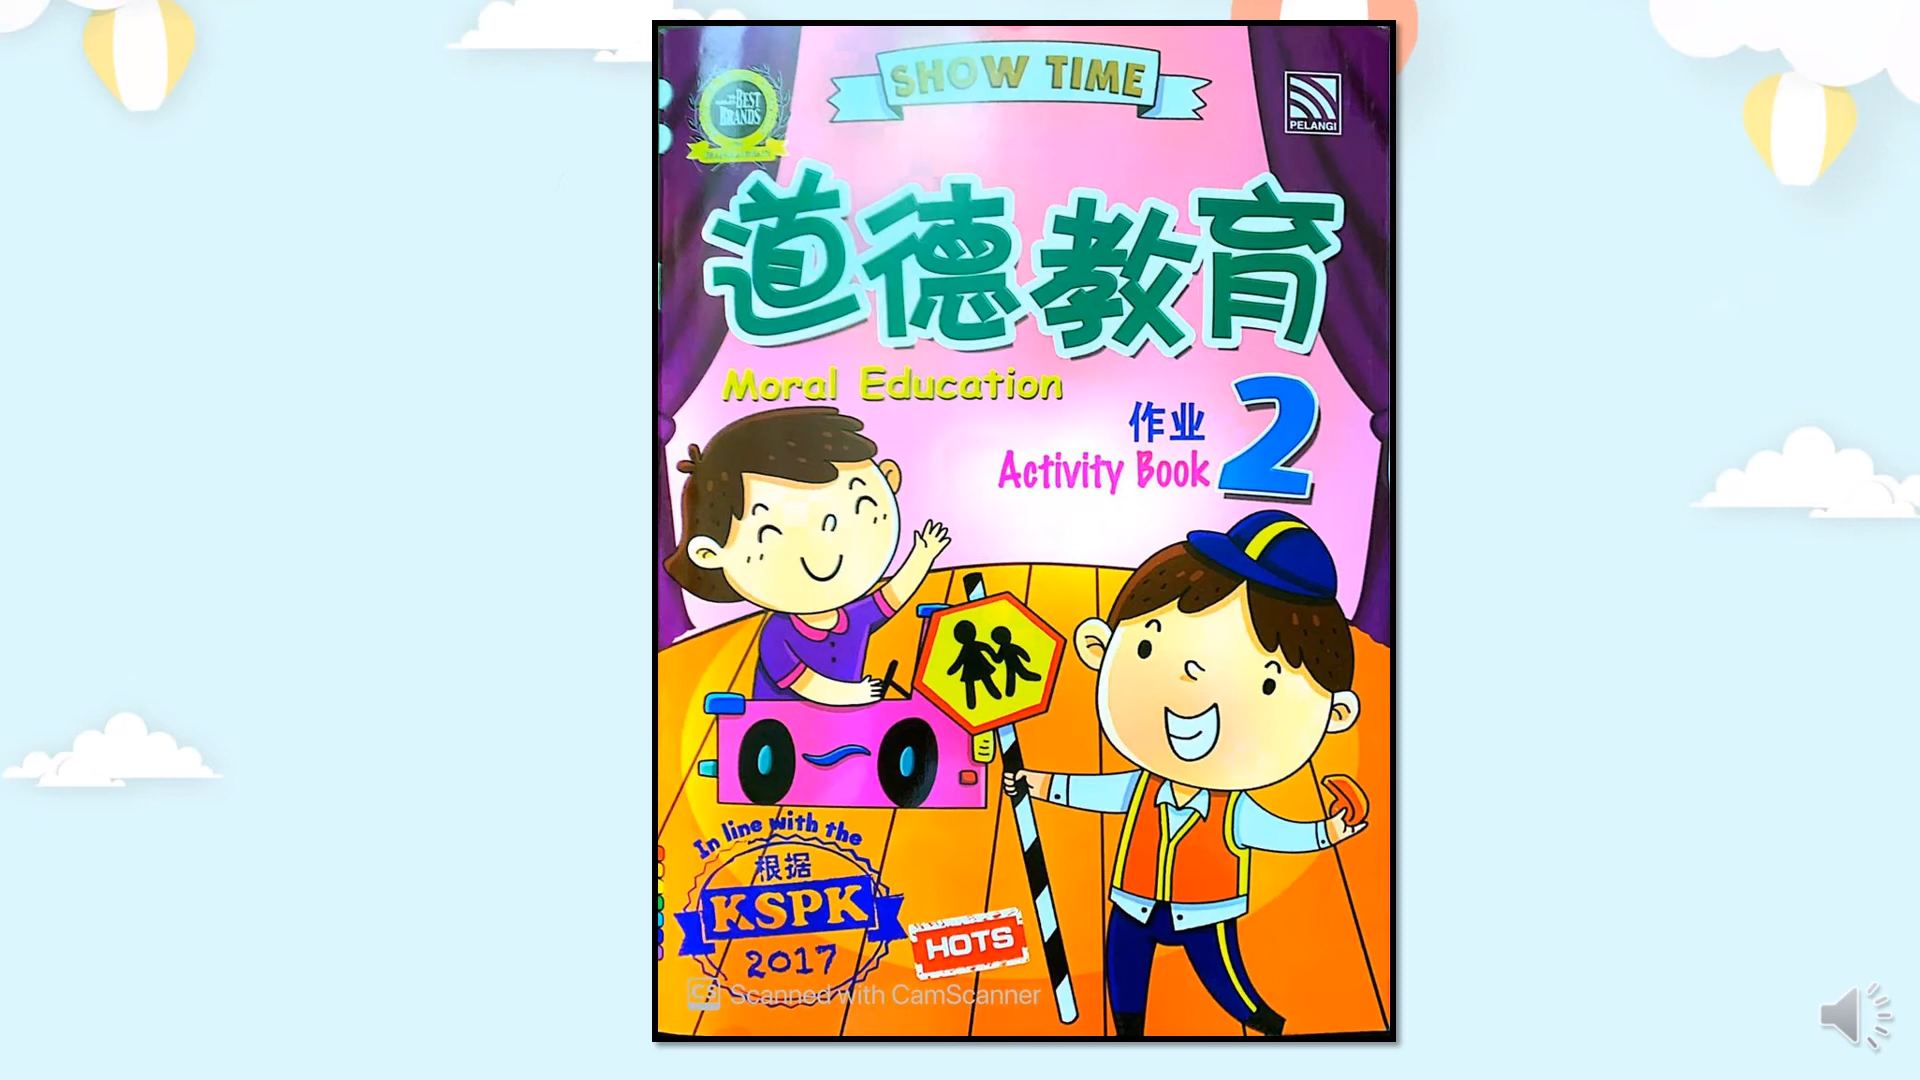 SHOW TIME
BEST
BRANDS
PELANGI
道德教育
Moral Education
作业
Activity Book
2
In line with the
根据
KSPK
2017
HOTS
CS Scanned with CamScanner